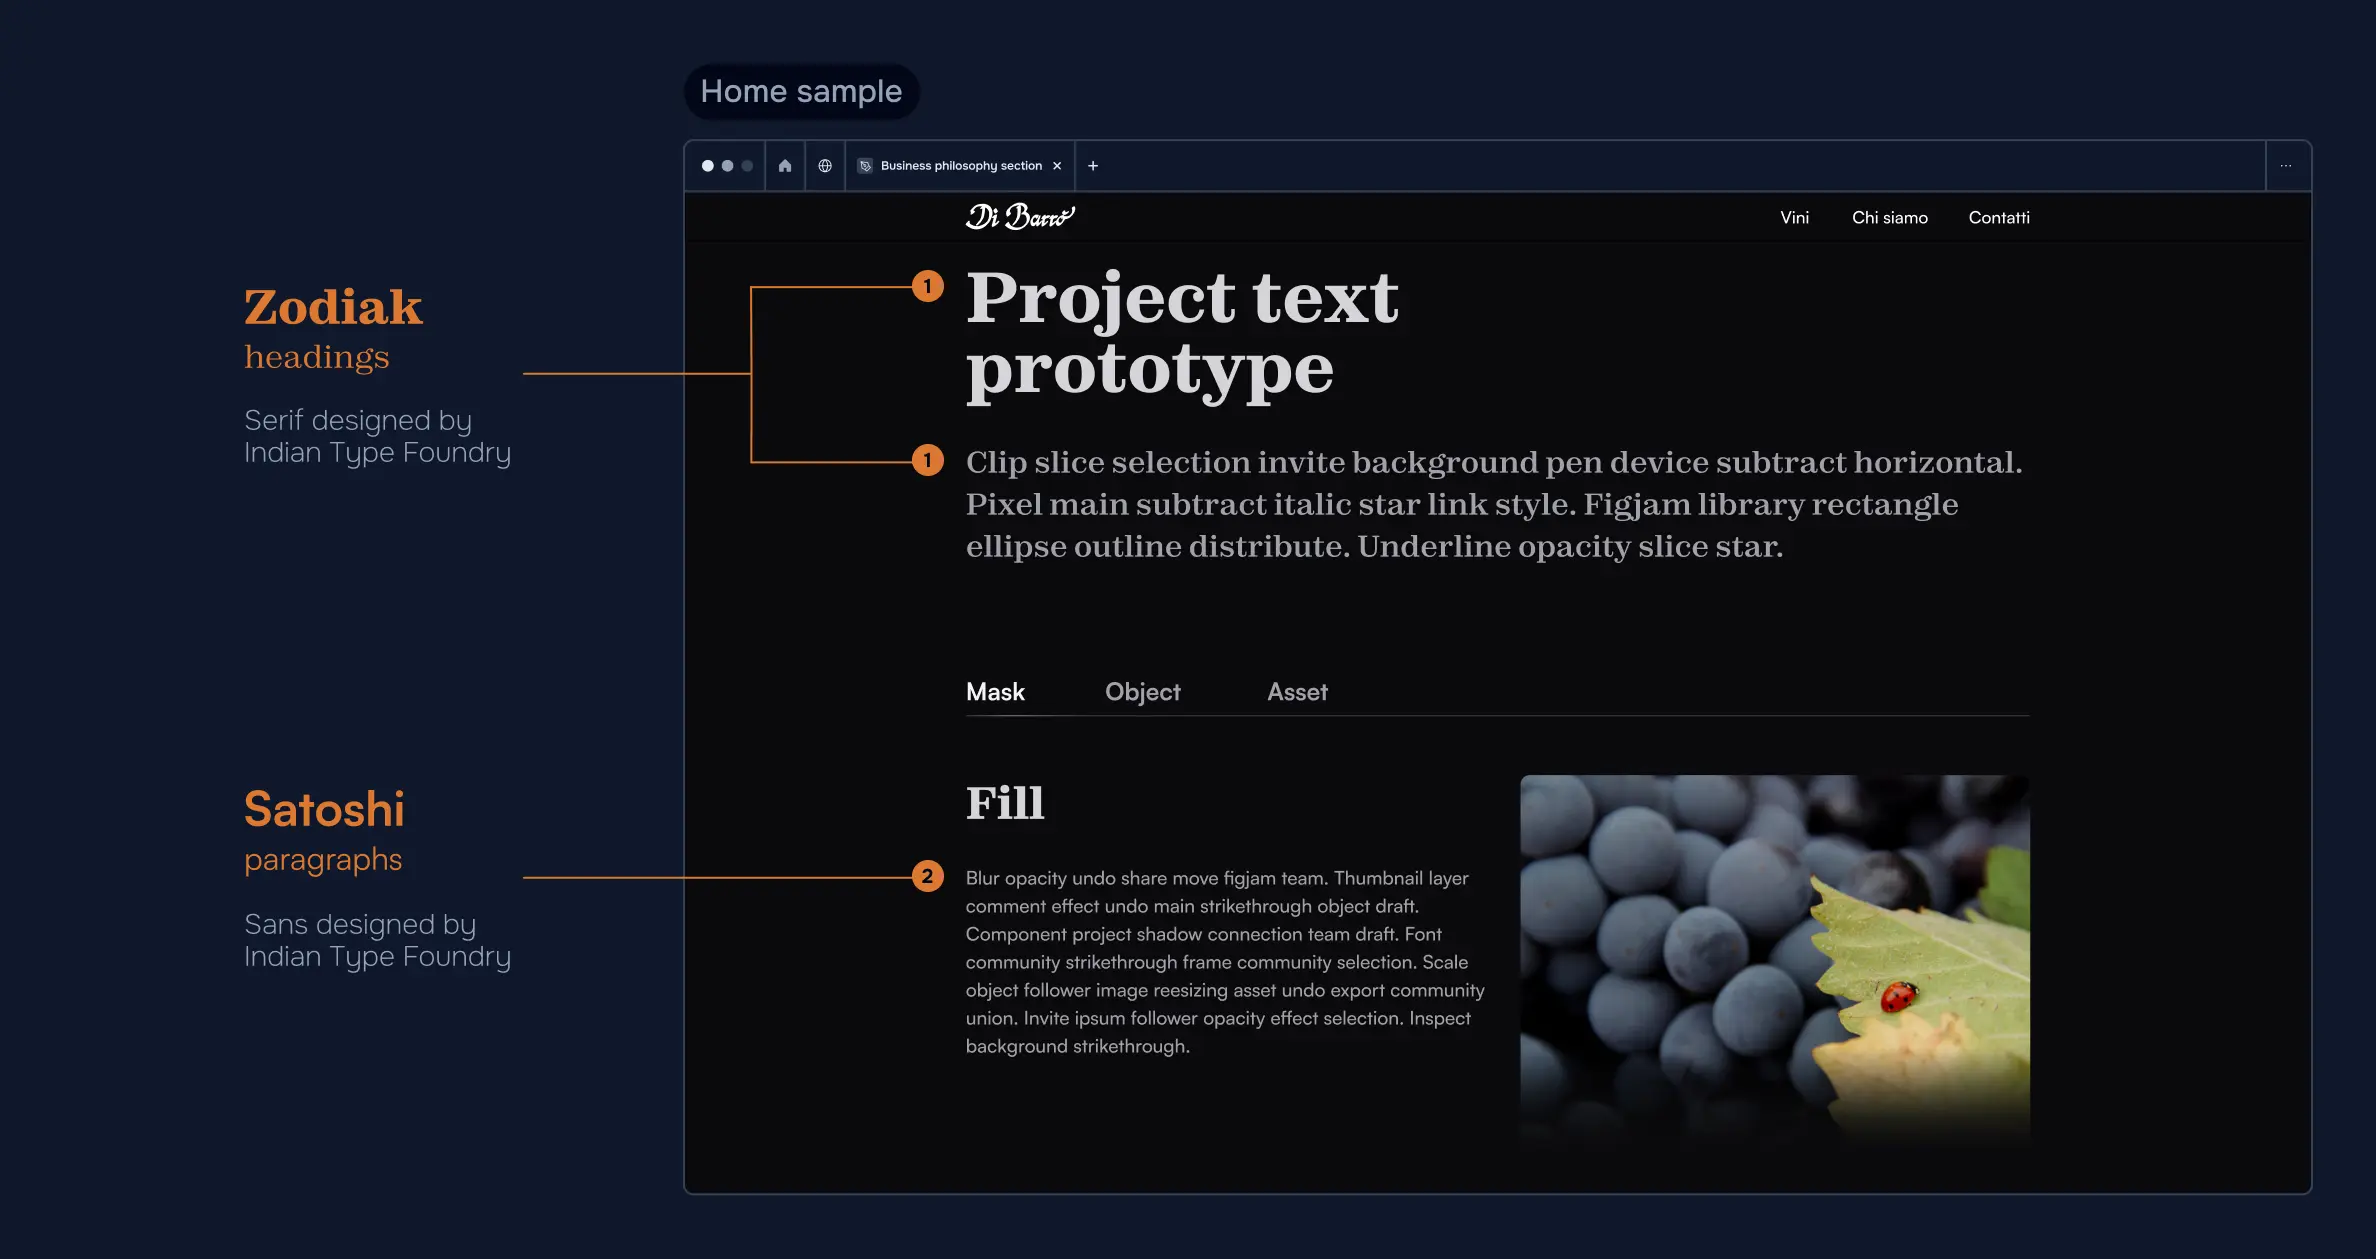 Home sample
Business philosophy section
Di Barrò
Vini
Chi siamo
Contatti
Zodiak
headings
Serif designed by
Indian Type Foundry
1
Project text
prototype
1
Clip slice selection invite background pen device subtract horizontal.
Pixel main subtract italic star link style. Figjam library rectangle
ellipse outline distribute. Underline opacity slice star.
Mask
Object
Asset
Satoshi
paragraphs
Sans designed by
Indian Type Foundry
Fill
2
Blur opacity undo share move figjam team. Thumbnail layer
comment effect undo main strikethrough object draft.
Component project shadow connection team draft. Font
community strikethrough frame community selection. Scale
object follower image reesizing asset undo export community
union. Invite ipsum follower opacity effect selection. Inspect
background strikethrough.